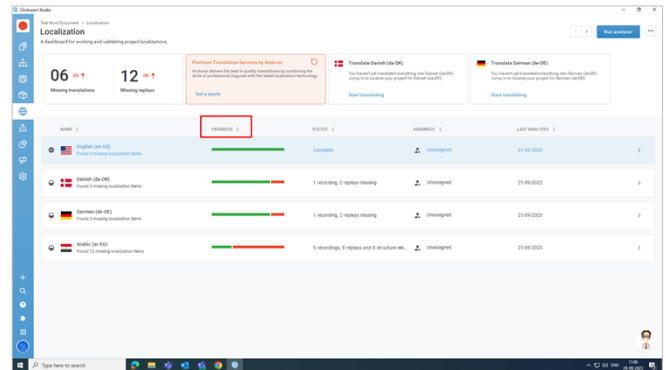 ClickLearn Studio
Test Word Document / Localization
Localization
A dashboard for working and validating project localizations.
Run analyzer
06 04
Missing translations
12 08
Missing replays
Premium Translation Services by Andovar
Andovar delivers the best in quality translations by combining the
skills of professional linguists with the latest localization technology.
Get a quote
Translate Danish (da-DK)
You haven't yet translated everything into Danish (da-DK).
Jump in to localize your project for Danish (da-DK).
Start translating
Translate German (de-DE)
You haven't yet translated everything into German (de-DE).
Jump in to localize your project for German (de-DE).
Start translating
NAME PROGRESS STATUS ASSIGNEES LAST ANALYZED
English (en-US)
Found 3 missing localization items
Complete Unassigned 21-09-2023
Danish (da-DK)
Found 3 missing localization items
1 recording, 2 replays missing Unassigned 21-09-2023
German (de-DE)
Found 3 missing localization items
1 recording, 2 replays missing Unassigned 21-09-2023
Arabic (ar-EG)
Found 12 missing localization items
5 recordings, 8 replays and 8 structure ele... Unassigned 21-09-2023
Type here to search
ENG
11:00
28-09-2023